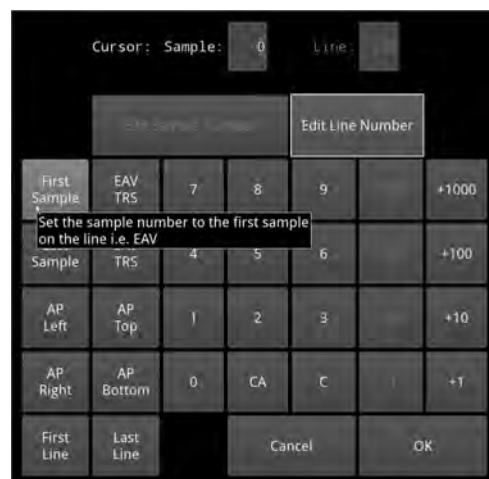 Cursor: Sample: 0 Line:
Edit Line Number
First Sample
EAV TRS
7
8
9
+1000
Set the sample number to the first sample
on the line i.e. EAV
Sample
TRS
4
5
6
+100
AP Left
AP Top
1
2
3
+10
AP Right
AP Bottom
0
CA
C
+1
First Line
Last Line
Cancel
OK